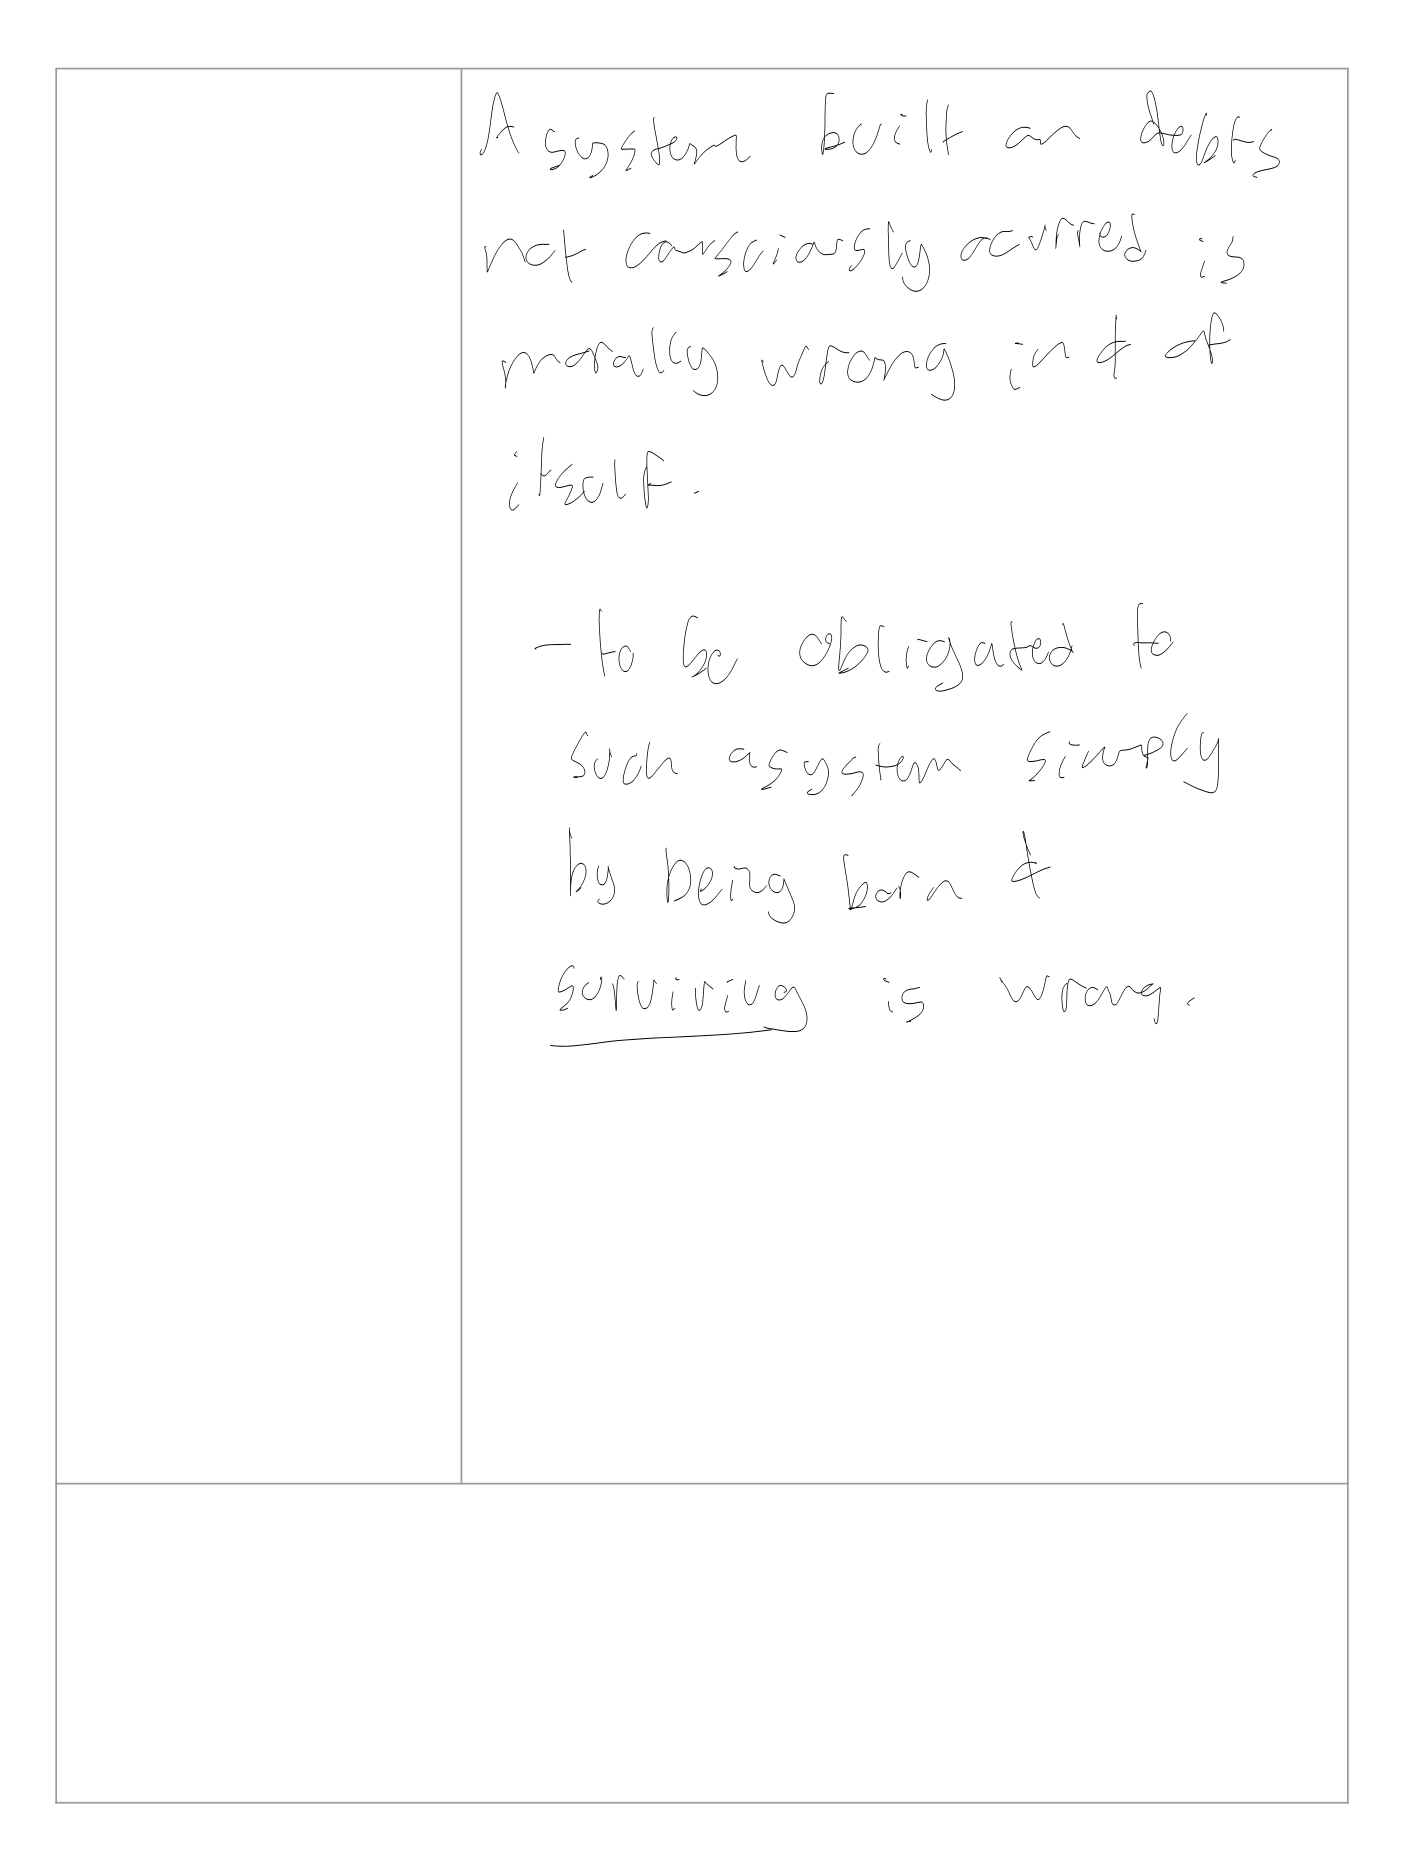 A system built on debts
not consciously ocurred is
morally wrong in & of
itself.
- to be obligated to
such a system simply
by being born &
surviving is wrong.